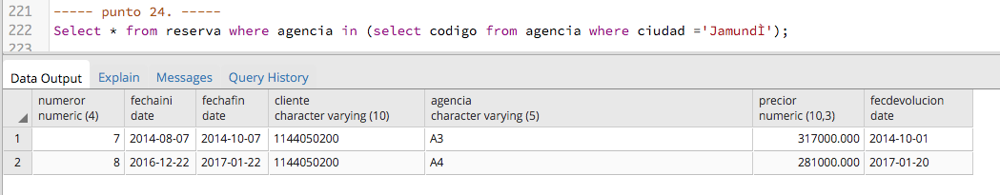 221
----- punto 24. -----
222
Select * from reserva where agencia in (select codigo from agencia where ciudad ='JamundÌ');
223
Data Output Explain Messages Query History
numeror numeric (4) fechaini date fechafin date cliente character varying (10) agencia character varying (5) precior numeric (10,3) fecdevolucion date
1 7 2014-08-07 2014-10-07 1144050200 A3 317000.000 2014-10-01
2 8 2016-12-22 2017-01-22 1144050200 A4 281000.000 2017-01-20